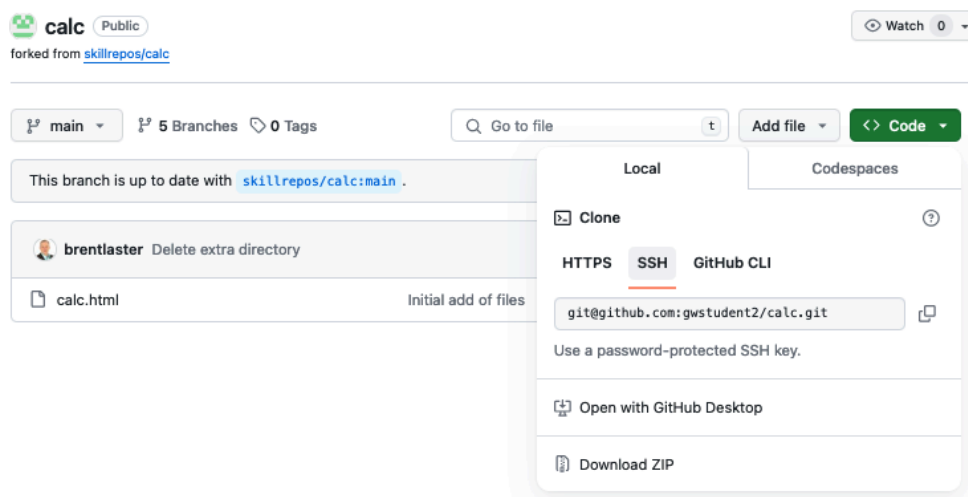 calc Public Watch 0
forked from skillrepos/calc
main 5 Branches 0 Tags Go to file t Add file <> Code
This branch is up to date with skillrepos/calc:main .
brentlaster Delete extra directory
calc.html Initial add of files
Local Codespaces
Clone
HTTPS SSH GitHub CLI
git@github.com:gwstudent2/calc.git
Use a password-protected SSH key.
Open with GitHub Desktop
Download ZIP